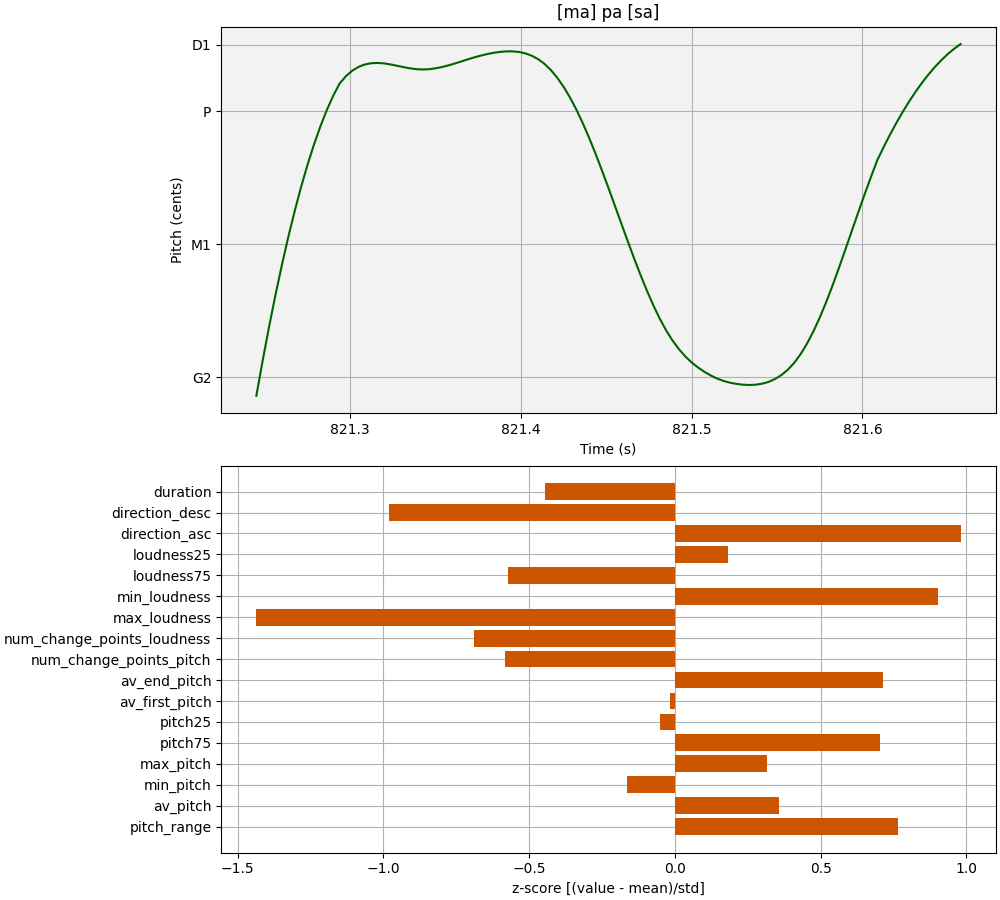 [ma] pa [sa]
D1
P
M1
G2
Pitch (cents)
821.3 821.4 821.5 821.6
Time (s)
duration
direction_desc
direction_asc
loudness25
loudness75
min_loudness
max_loudness
num_change_points_loudness
num_change_points_pitch
av_end_pitch
av_first_pitch
pitch25
pitch75
max_pitch
min_pitch
av_pitch
pitch_range
−1.5 −1.0 −0.5 0.0 0.5 1.0
z-score [(value - mean)/std]